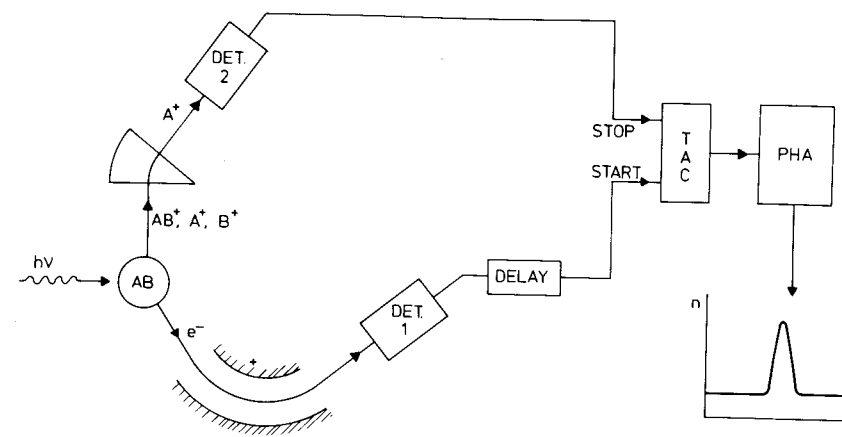 DET.
2
A⁺
STOP
START
T
A
C
PHA
AB⁺, A⁺, B⁺
hν
AB
e⁻
+
DET.
1
DELAY
n